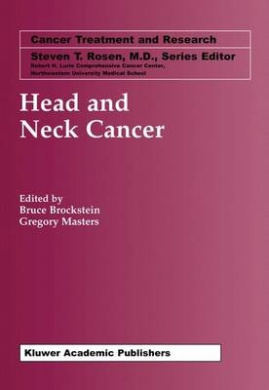 Cancer Treatment and Research
Steven T. Rosen, M.D., Series Editor
Robert H. Lurie Comprehensive Cancer Center,
Northwestern University Medical School
Head and
Neck Cancer
Edited by
Bruce Brockstein
Gregory Masters
Kluwer Academic Publishers